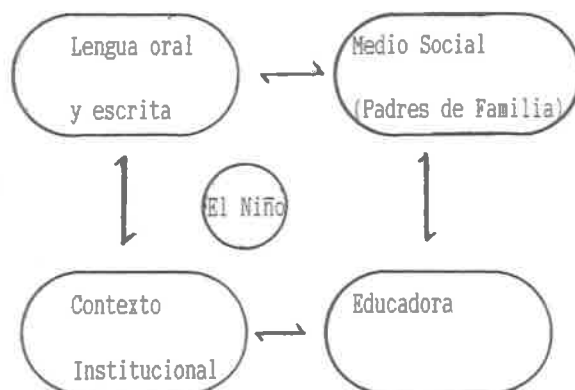 Lengua oral
y escrita
Medio Social
(Padres de Familia)
El Niño
Contexto
Institucional
Educadora